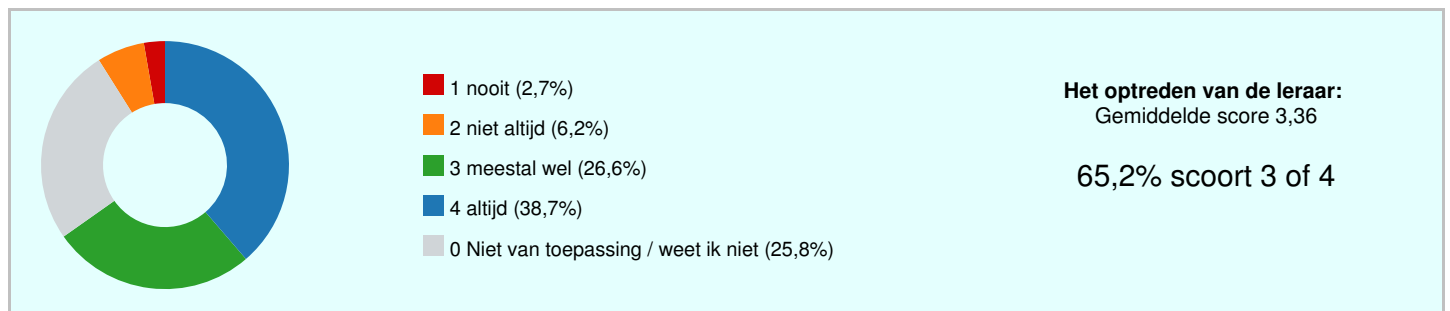 1 nooit (2,7%)
2 niet altijd (6,2%)
3 meestal wel (26,6%)
4 altijd (38,7%)
0 Niet van toepassing / weet ik niet (25,8%)
Het optreden van de leraar:
Gemiddelde score 3,36
65,2% scoort 3 of 4